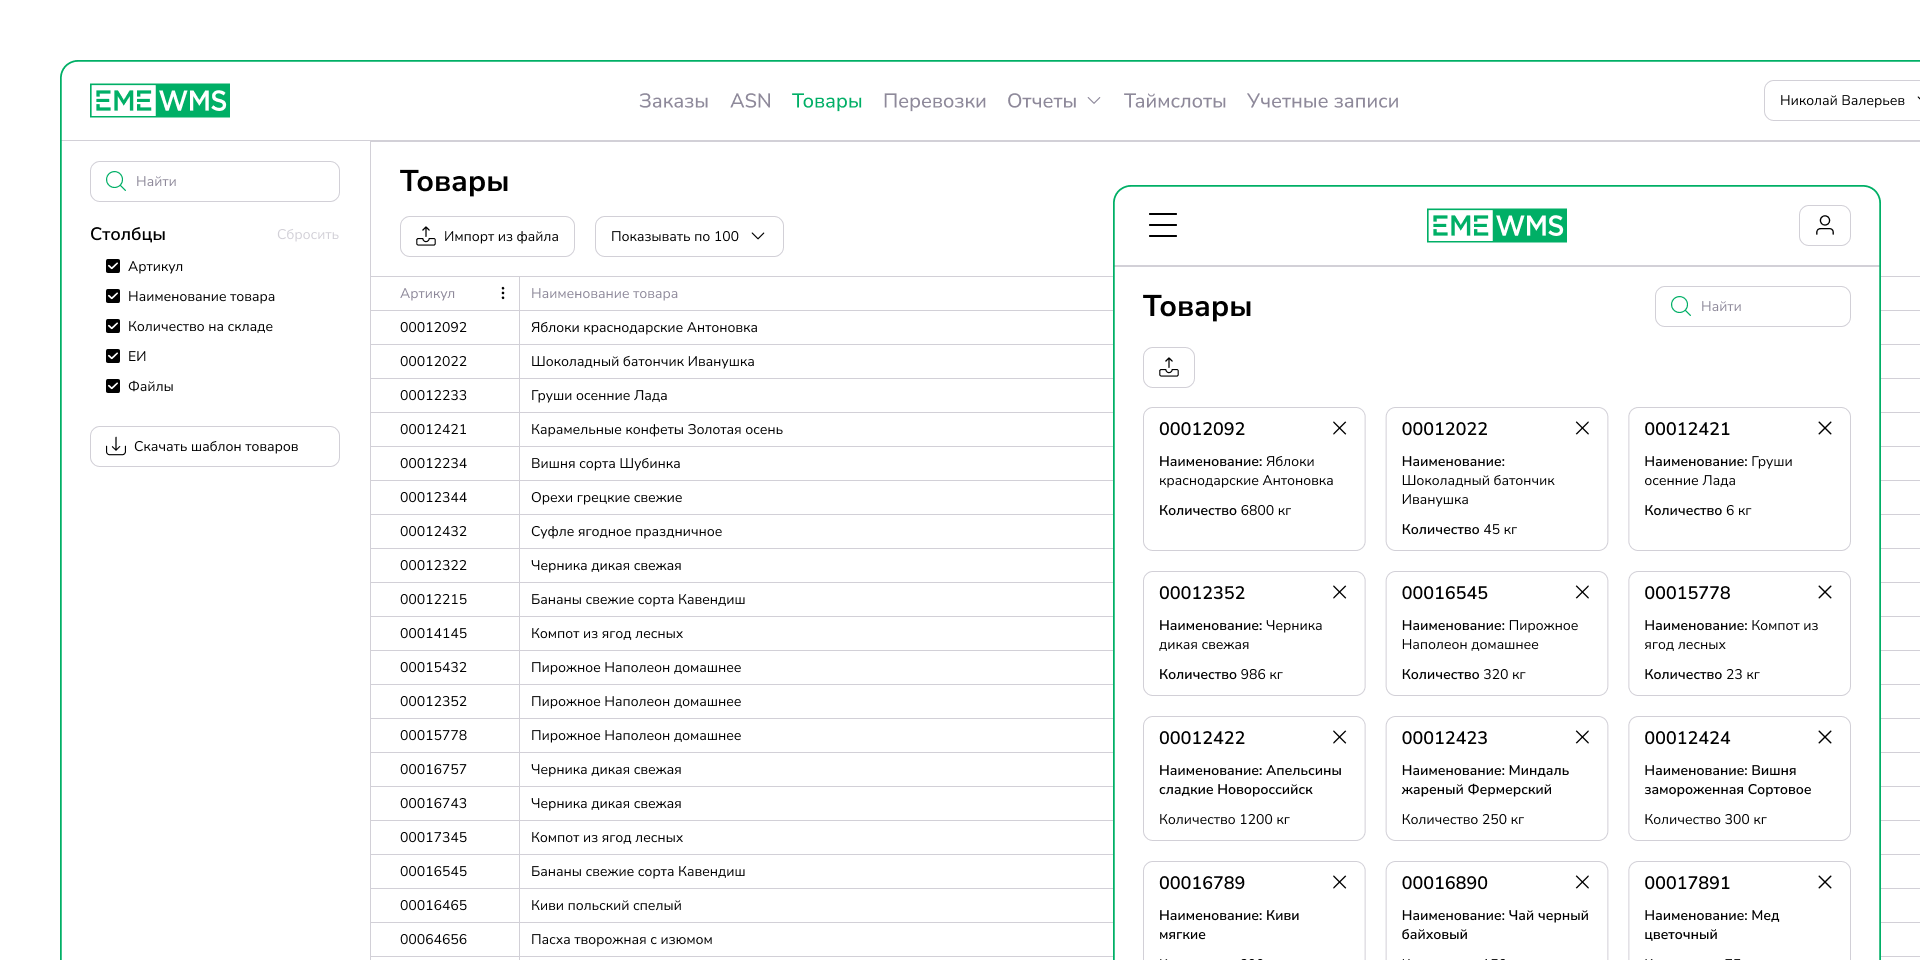 EMEWMS
Заказы ASN Товары Перевозки Отчеты Таймслоты Учетные записи
Николай Валерьев
Найти
Столбцы Сбросить
Артикул
Наименование товара
Количество на складе
ЕИ
Файлы
Скачать шаблон товаров
Товары
Импорт из файла Показывать по 100
Артикул Наименование товара
00012092 Яблоки краснодарские Антоновка
00012022 Шоколадный батончик Иванушка
00012233 Груши осенние Лада
00012421 Карамельные конфеты Золотая осень
00012234 Вишня сорта Шубинка
00012344 Орехи грецкие свежие
00012432 Суфле ягодное праздничное
00012322 Черника дикая свежая
00012215 Бананы свежие сорта Кавендиш
00014145 Компот из ягод лесных
00015432 Пирожное Наполеон домашнее
00012352 Пирожное Наполеон домашнее
00015778 Пирожное Наполеон домашнее
00016757 Черника дикая свежая
00016743 Черника дикая свежая
00017345 Компот из ягод лесных
00016545 Бананы свежие сорта Кавендиш
00016465 Киви польский спелый
00064656 Пасха творожная с изюмом
EMEWMS
Товары
Найти
00012092
Наименование: Яблоки
краснодарские Антоновка
Количество 6800 кг
00012022
Наименование:
Шоколадный батончик
Иванушка
Количество 45 кг
00012421
Наименование: Груши
осенние Лада
Количество 6 кг
00012352
Наименование: Черника
дикая свежая
Количество 986 кг
00016545
Наименование: Пирожное
Наполеон домашнее
Количество 320 кг
00015778
Наименование: Компот из
ягод лесных
Количество 23 кг
00012422
Наименование: Апельсины
сладкие Новороссийск
Количество 1200 кг
00012423
Наименование: Миндаль
жареный Фермерский
Количество 250 кг
00012424
Наименование: Вишня
замороженная Сортовое
Количество 300 кг
00016789
Наименование: Киви
мягкие
00016890
Наименование: Чай черный
байховый
00017891
Наименование: Мед
цветочный